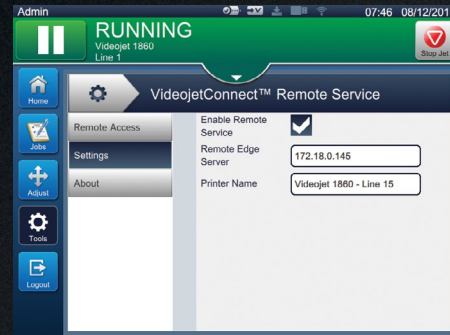 Admin
07:46 08/12/201
RUNNING
Videojet 1860
Line 1
Stop Jet
Home
VideojetConnect™ Remote Service
Jobs
Remote Access
Enable Remote
Service
Settings
Remote Edge
Server
172.18.0.145
Adjust
About
Printer Name
Videojet 1860 - Line 15
Tools
Logout